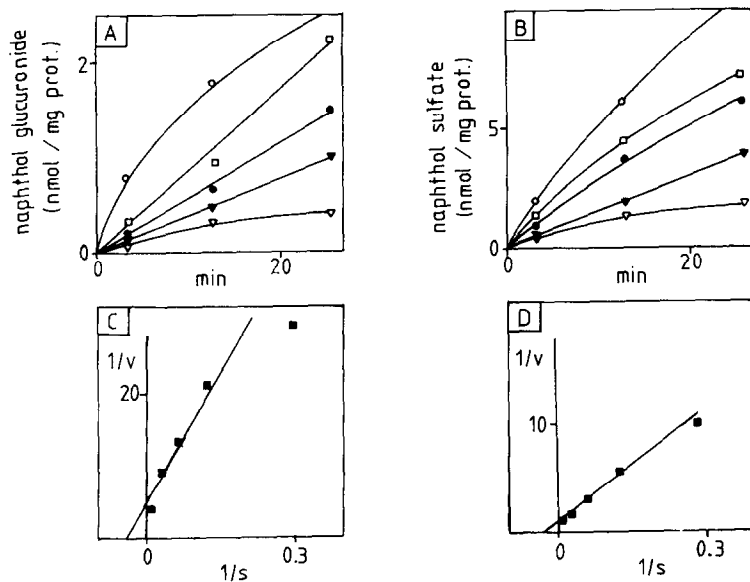 A
naphthol glucuronide
(nmol / mg prot.)
2
0
0
20
min
B
naphthol sulfate
(nmol / mg prot.)
5
0
0
20
min
C
1/v
20
0
0.3
1/s
D
1/v
10
0
0.3
1/s